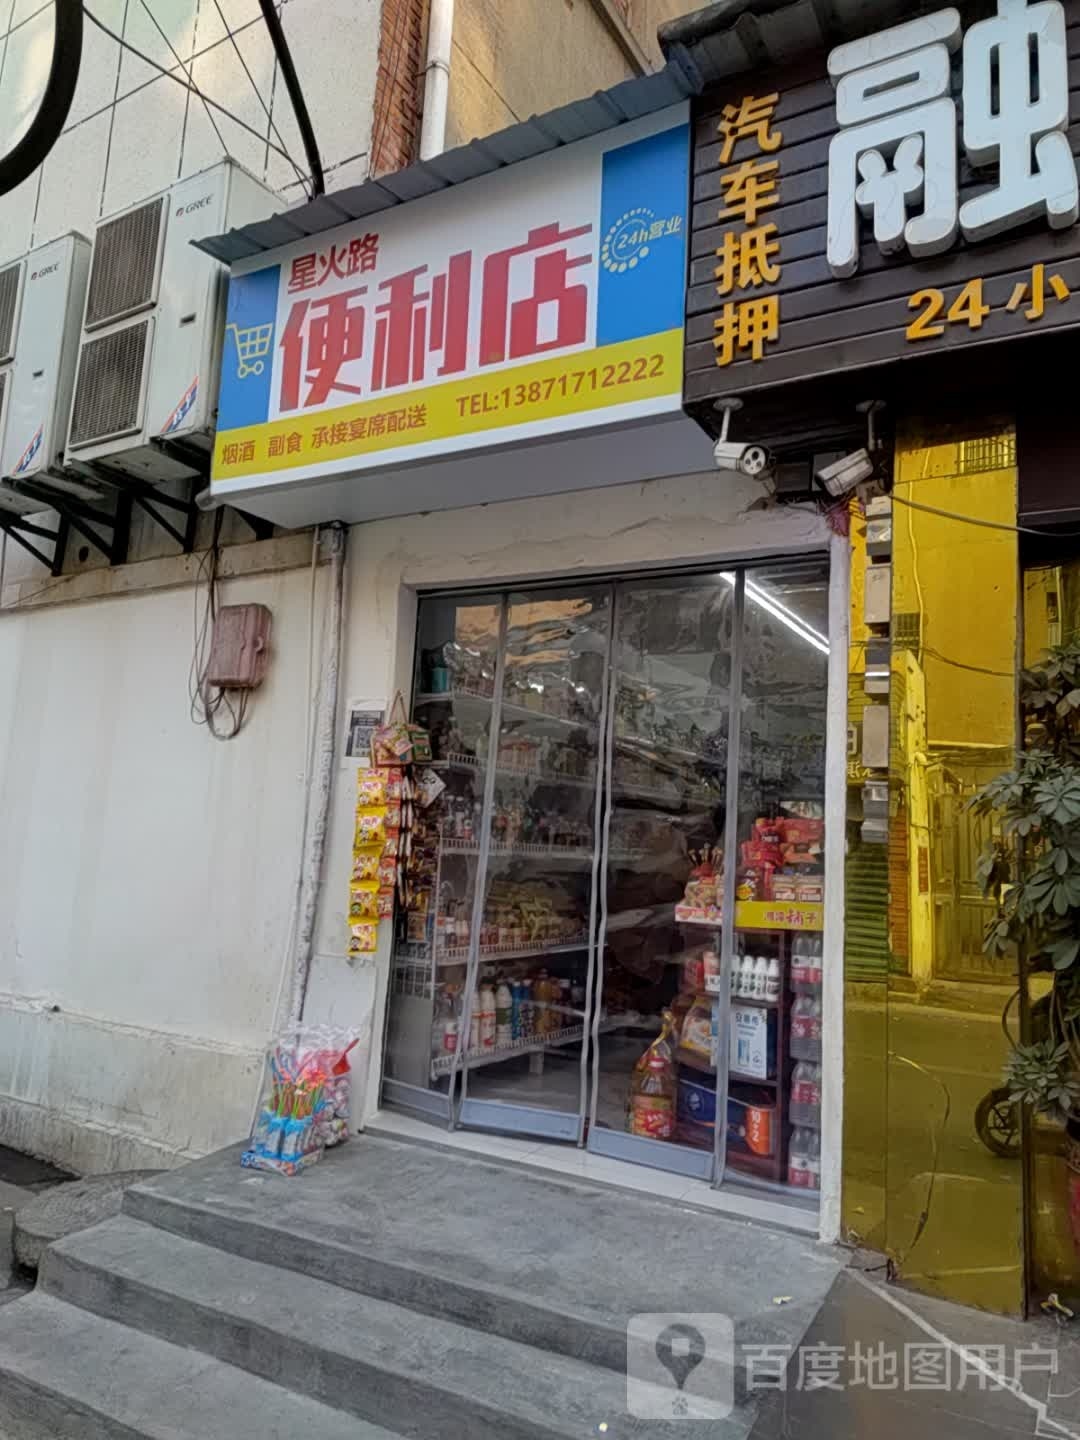 GREE
GREE
星火路
便利店
24h营业
烟酒 副食 承接宴席配送 TEL:13871712222
汽车抵押
融
24小
百度地图用户